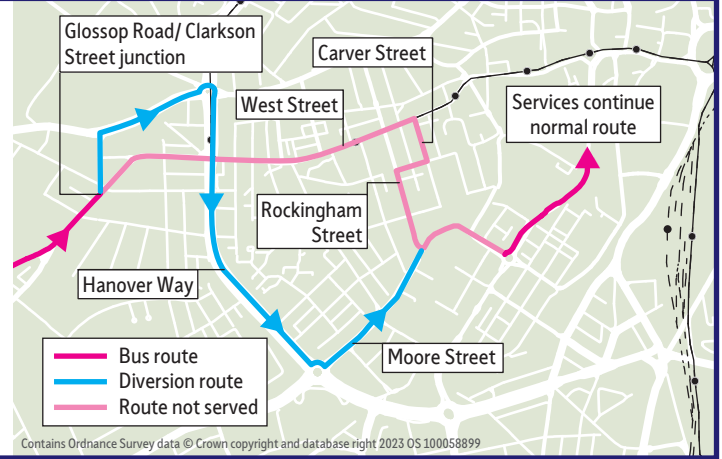 Glossop Road/ Clarkson
Street junction
Carver Street
West Street
Services continue
normal route
Rockingham
Street
Hanover Way
Moore Street
Bus route
Diversion route
Route not served
Contains Ordnance Survey data © Crown copyright and database right 2023 OS 100058899